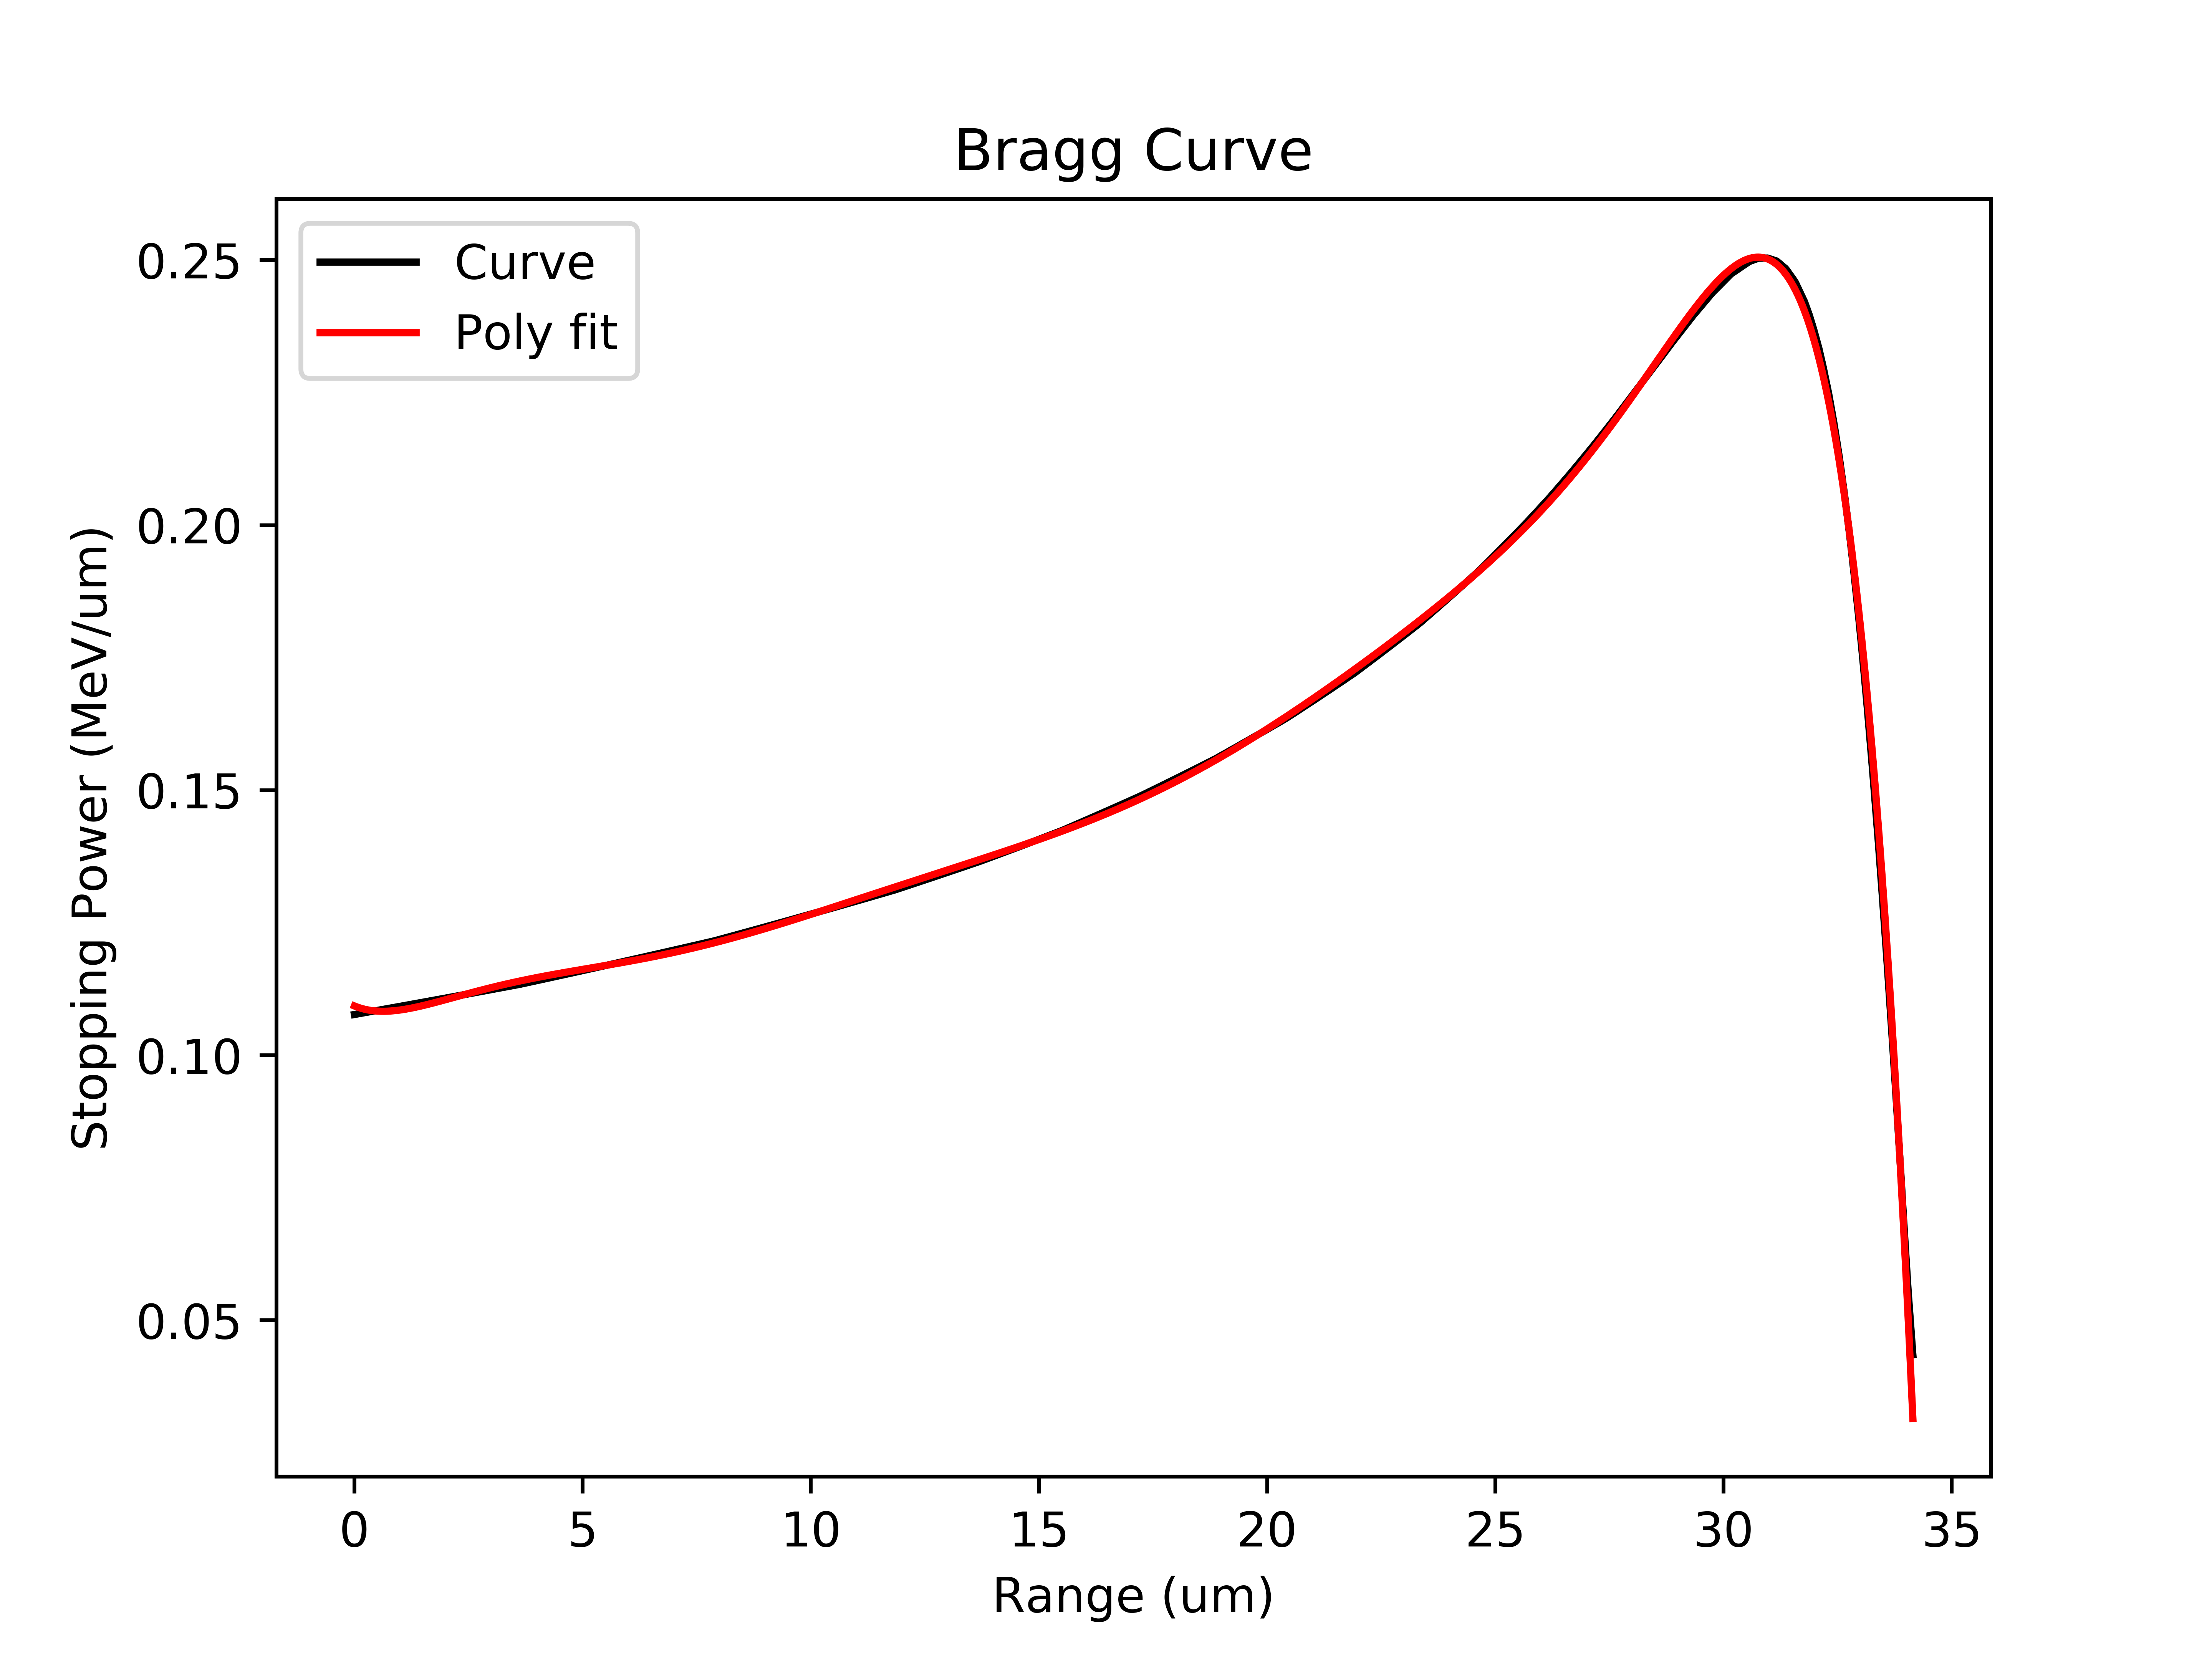 Bragg Curve
Curve
Poly fit
0.25
0.20
0.15
0.10
0.05
Stopping Power (MeV/um)
0 5 10 15 20 25 30 35
Range (um)